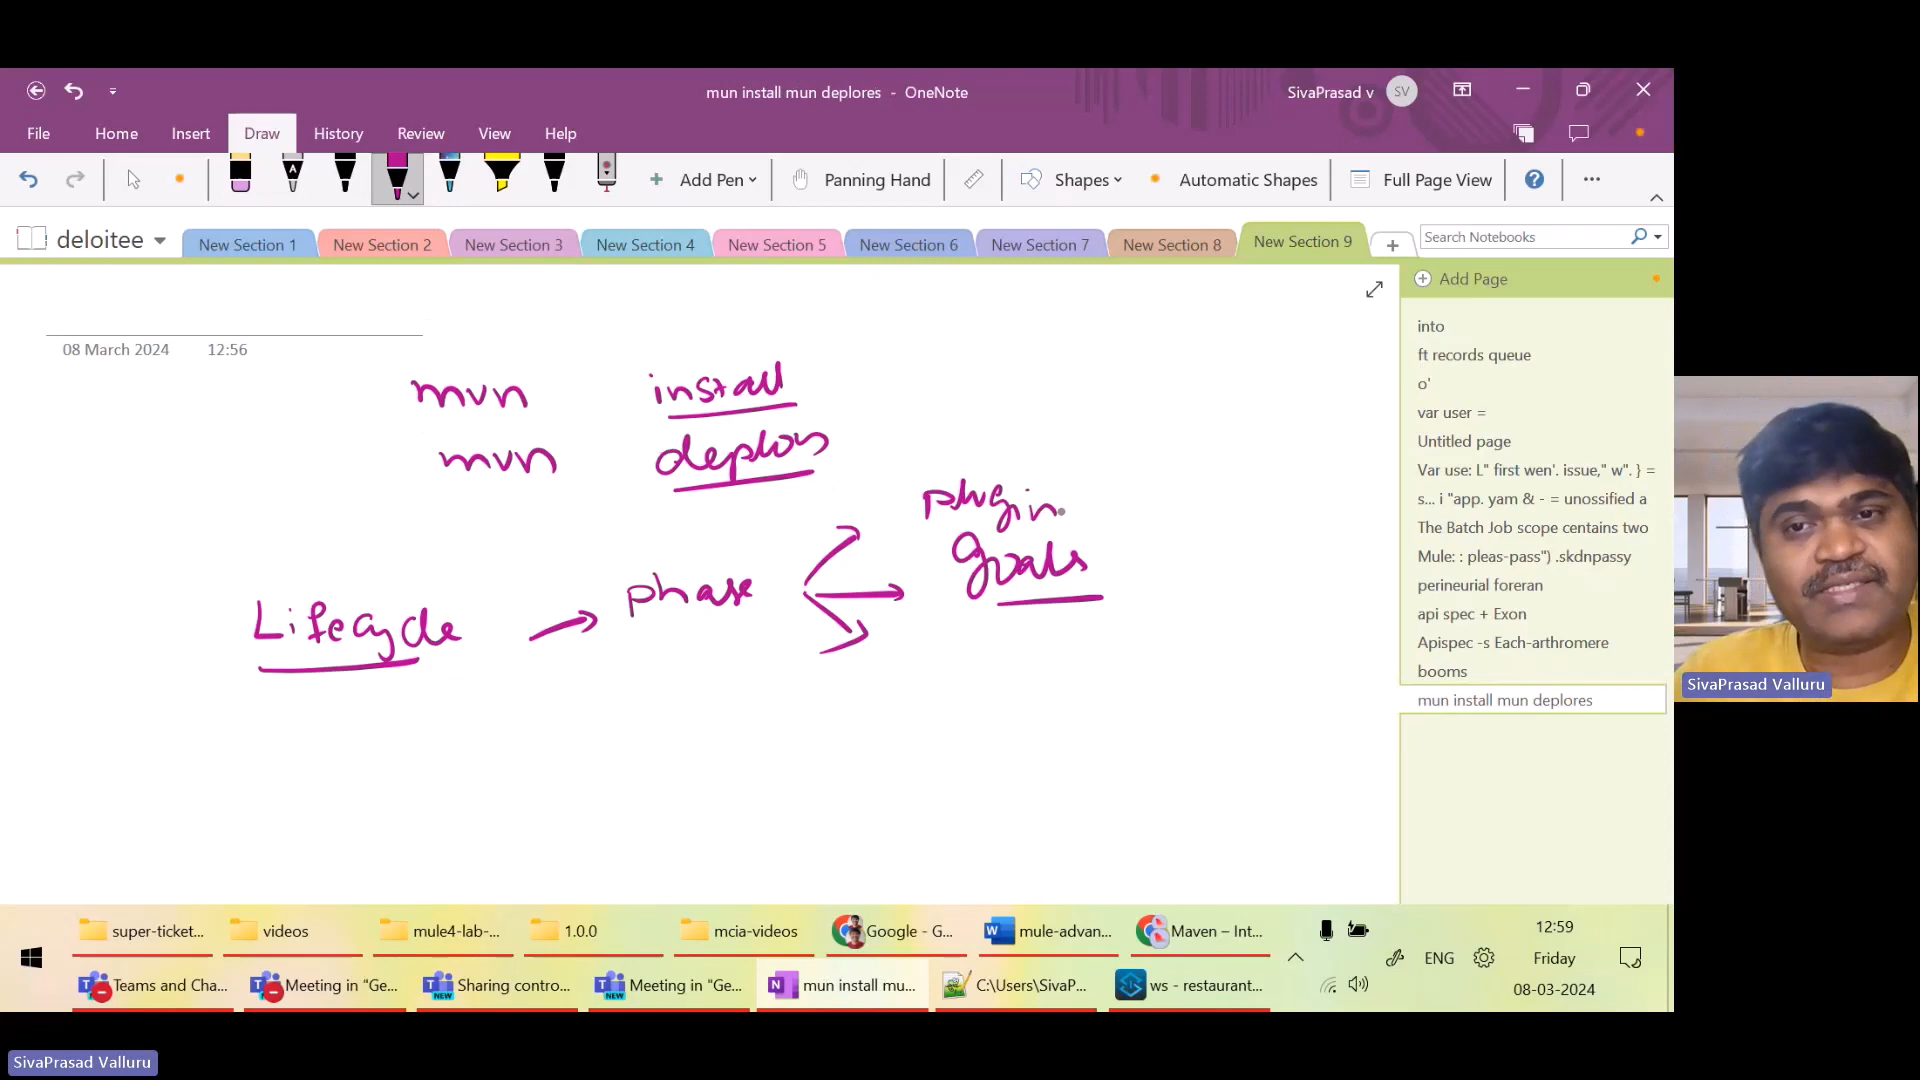 mun install mun deplores - OneNote
SivaPrasad v
SV
File
Home
Insert
Draw
History
Review
View
Help
Add Pen
Panning Hand
Shapes
Automatic Shapes
Full Page View
deloitee
New Section 1
New Section 2
New Section 3
New Section 4
New Section 5
New Section 6
New Section 7
New Section 8
New Section 9
Search Notebooks
Add Page
08 March 2024 12:56
mvn install
mvn deploy
plugin
goals
phase
Lifecycle
into
ft records queue
o'
var user =
Untitled page
Var use: L" first wen'. issue," w". } =
s... i "app. yam & - = unossified a
The Batch Job scope centains two
Mule: : pleas-pass") .skdnpassy
perineurial foreran
api spec + Exon
Apispec -s Each-arthromere
booms
mun install mun deplores
SivaPrasad Valluru
super-ticket...
videos
mule4-lab-...
1.0.0
mcia-videos
Google - G...
mule-advan...
Maven – Int...
Teams and Cha...
Meeting in "Ge...
Sharing contro...
Meeting in "Ge...
mun install mu...
C:\Users\SivaP...
ws - restaurant...
ENG
12:59
Friday
08-03-2024
SivaPrasad Valluru